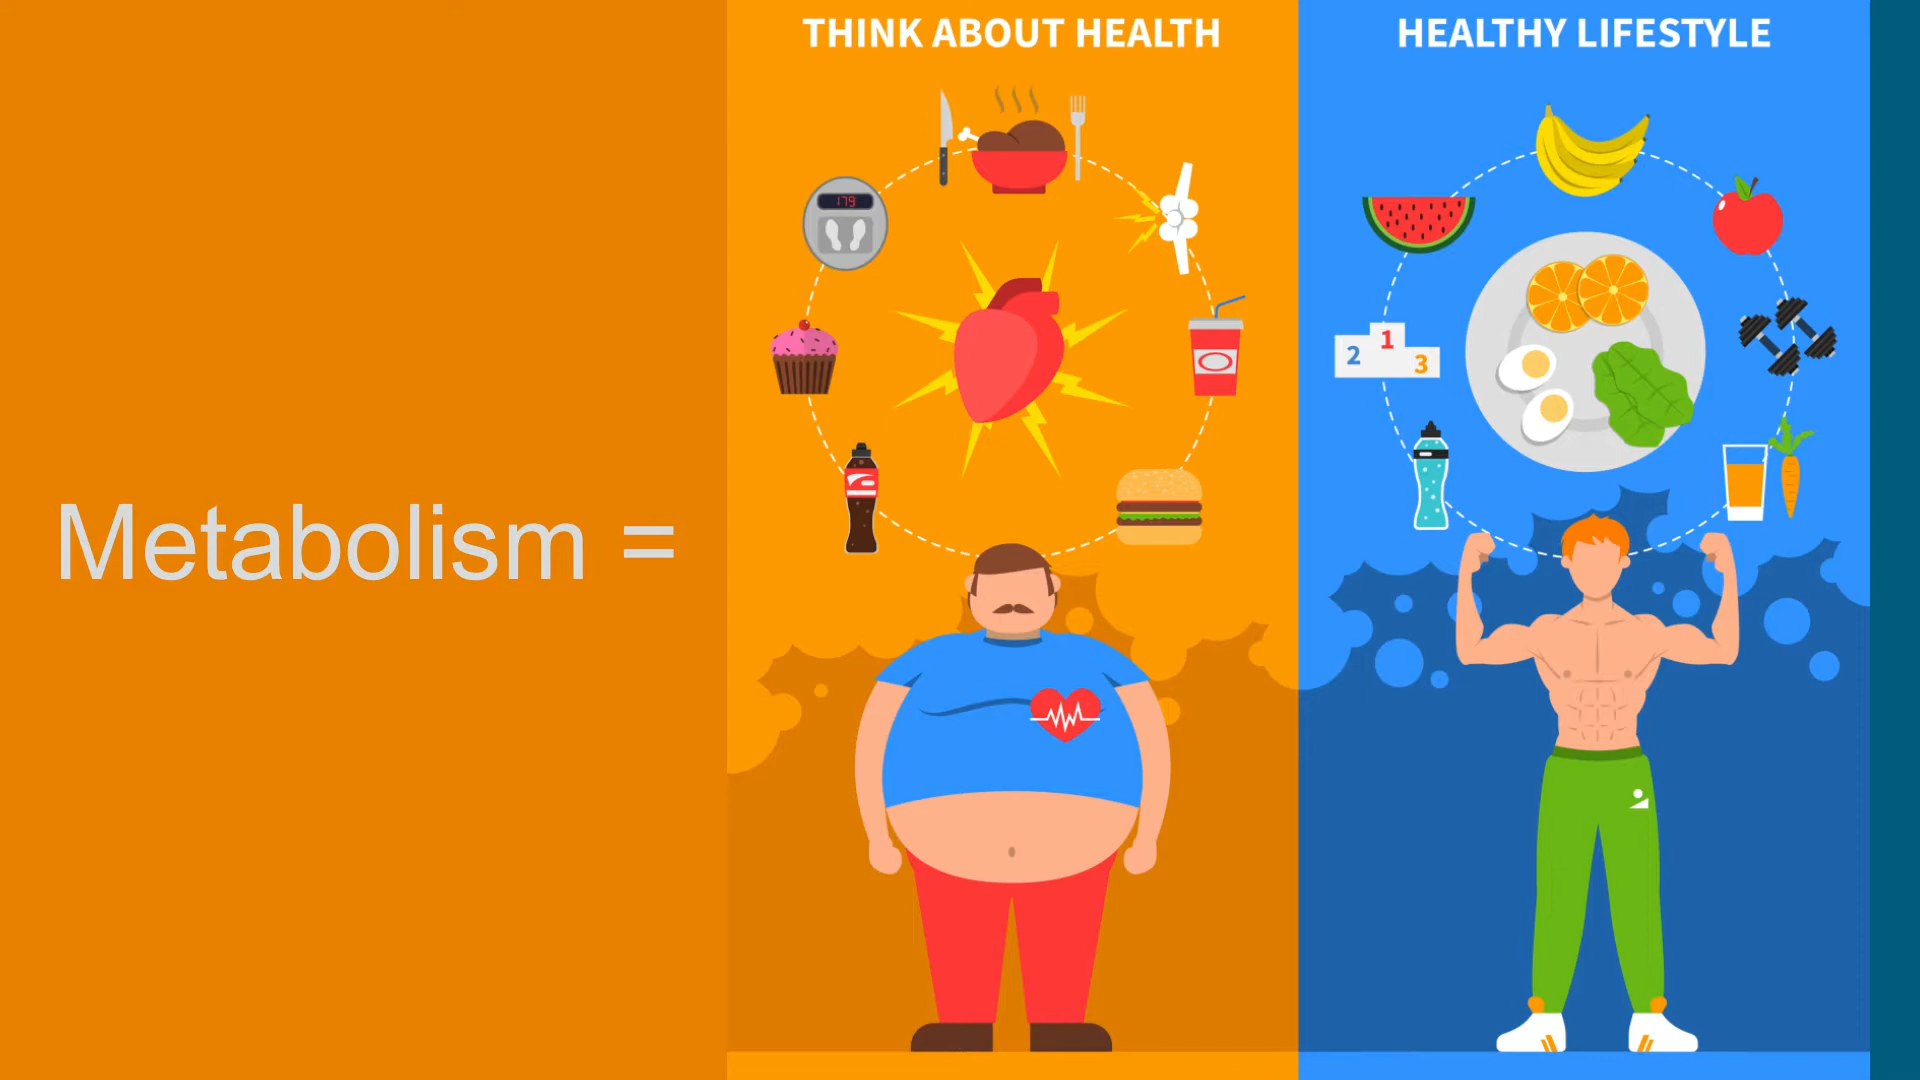 THINK ABOUT HEALTH
HEALTHY LIFESTYLE
179
1
2
3
Metabolism =